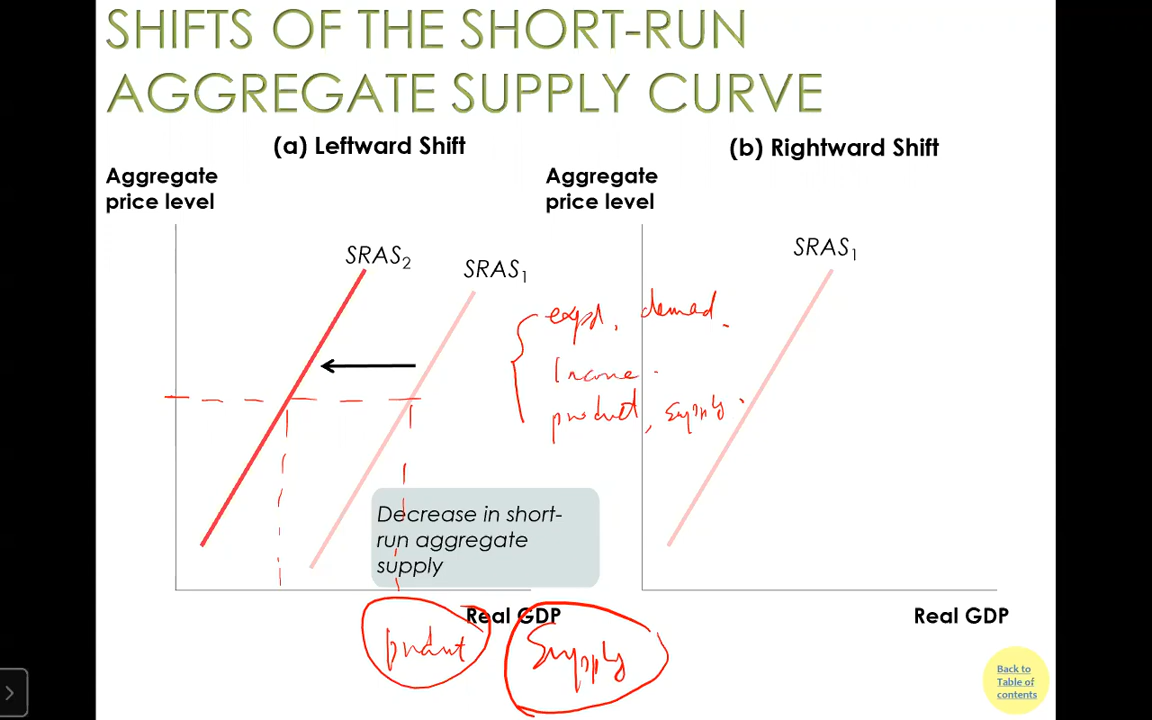 SHIFTS OF THE SHORT-RUN
AGGREGATE SUPPLY CURVE
(a) Leftward Shift
Aggregate
price level
SRAS2
SRAS1
Decrease in short-
run aggregate
supply
Real GDP
(b) Rightward Shift
Aggregate
price level
SRAS1
Real GDP
expd, demad.
Income.
product, supply.
product
Supply
Back to
Table of
contents